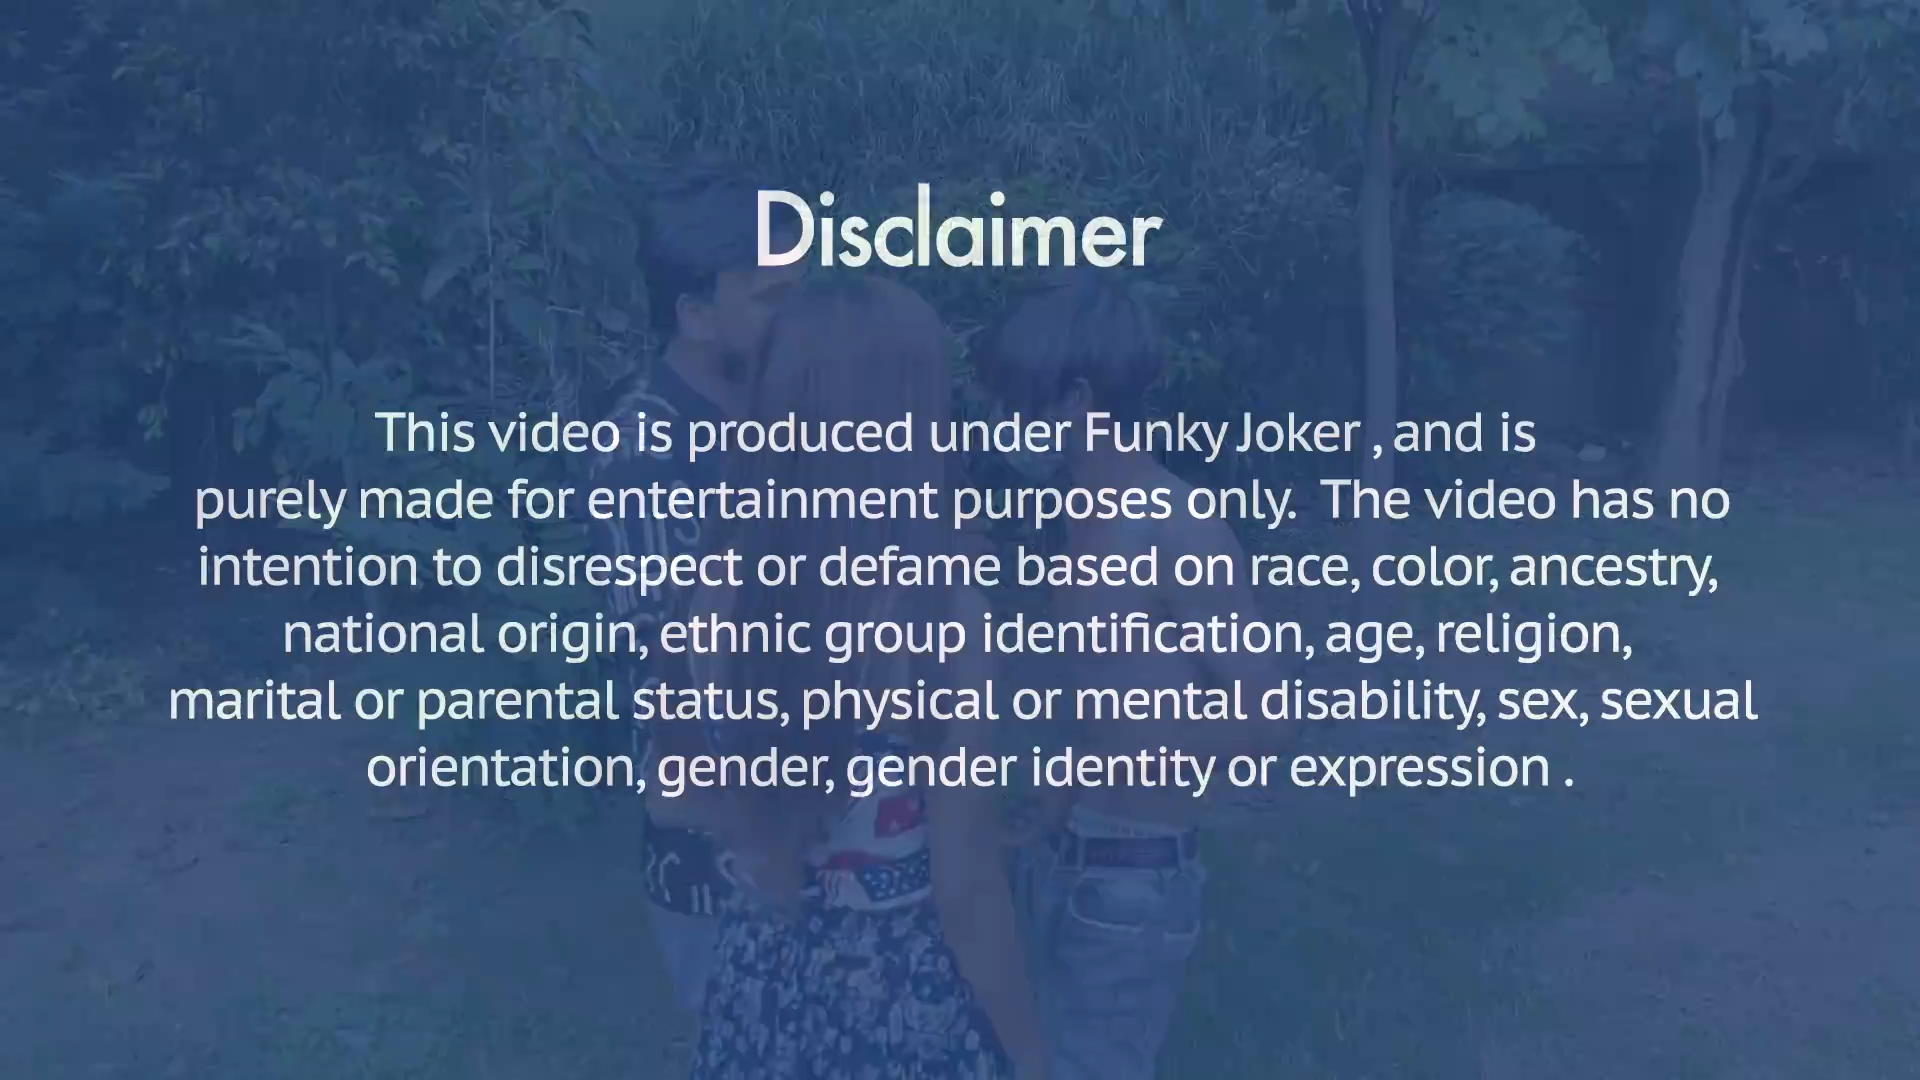 Disclaimer
This video is produced under Funky Joker , and is
purely made for entertainment purposes only. The video has no
intention to disrespect or defame based on race, color, ancestry,
national origin, ethnic group identification, age, religion,
marital or parental status, physical or mental disability, sex, sexual
orientation, gender, gender identity or expression .